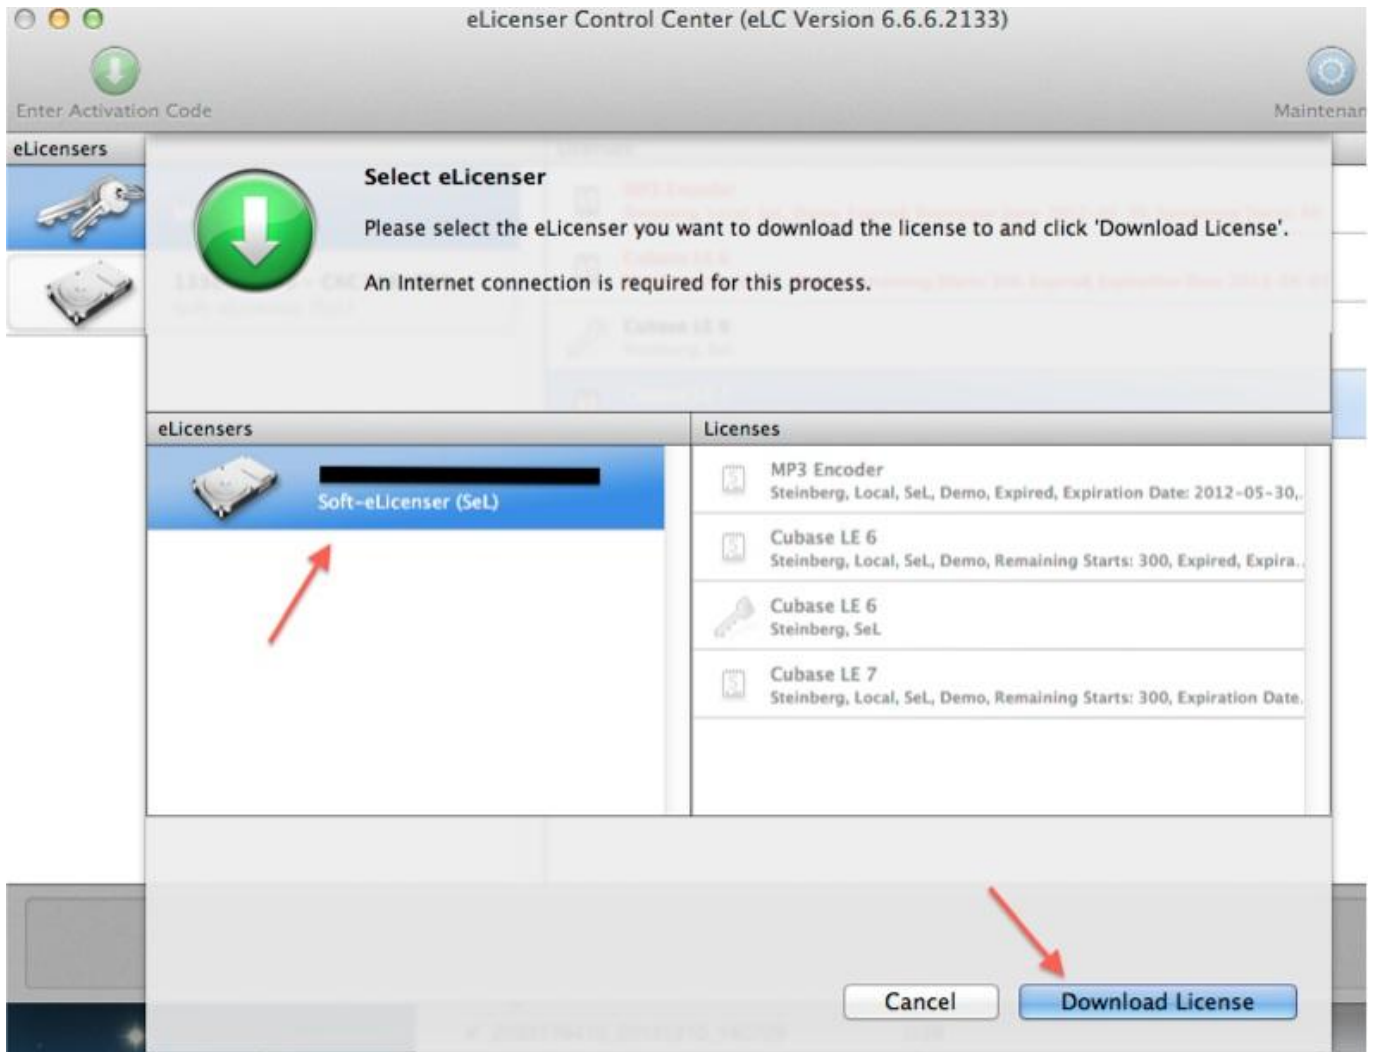 eLicenser Control Center (eLC Version 6.6.6.2133)
Enter Activation Code
Maintenan
eLicensers
Select eLicenser
Please select the eLicenser you want to download the license to and click 'Download License'.
An Internet connection is required for this process.
Cubase LE 6
eLicensers
Licenses
Soft-eLicenser (SeL)
MP3 Encoder
Steinberg, Local, SeL, Demo, Expired, Expiration Date: 2012-05-30,.
Cubase LE 6
Steinberg, Local, SeL, Demo, Remaining Starts: 300, Expired, Expira..
Cubase LE 6
Steinberg, SeL
Cubase LE 7
Steinberg, Local, SeL, Demo, Remaining Starts: 300, Expiration Date.
Cancel
Download License